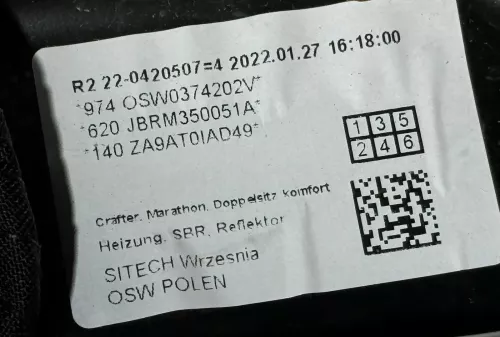 R2 22-0420507=4 2022.01.27 16:18:00
*974 OSW0374202V*
*620 JBRM350051A*
*140 ZA9AT0IAD49*
1 3 5
2 4 6
Crafter, Marathon, Doppelsitz komfort
Heizung, SBR, Reflektor
SITECH Wrzesnia
OSW POLEN